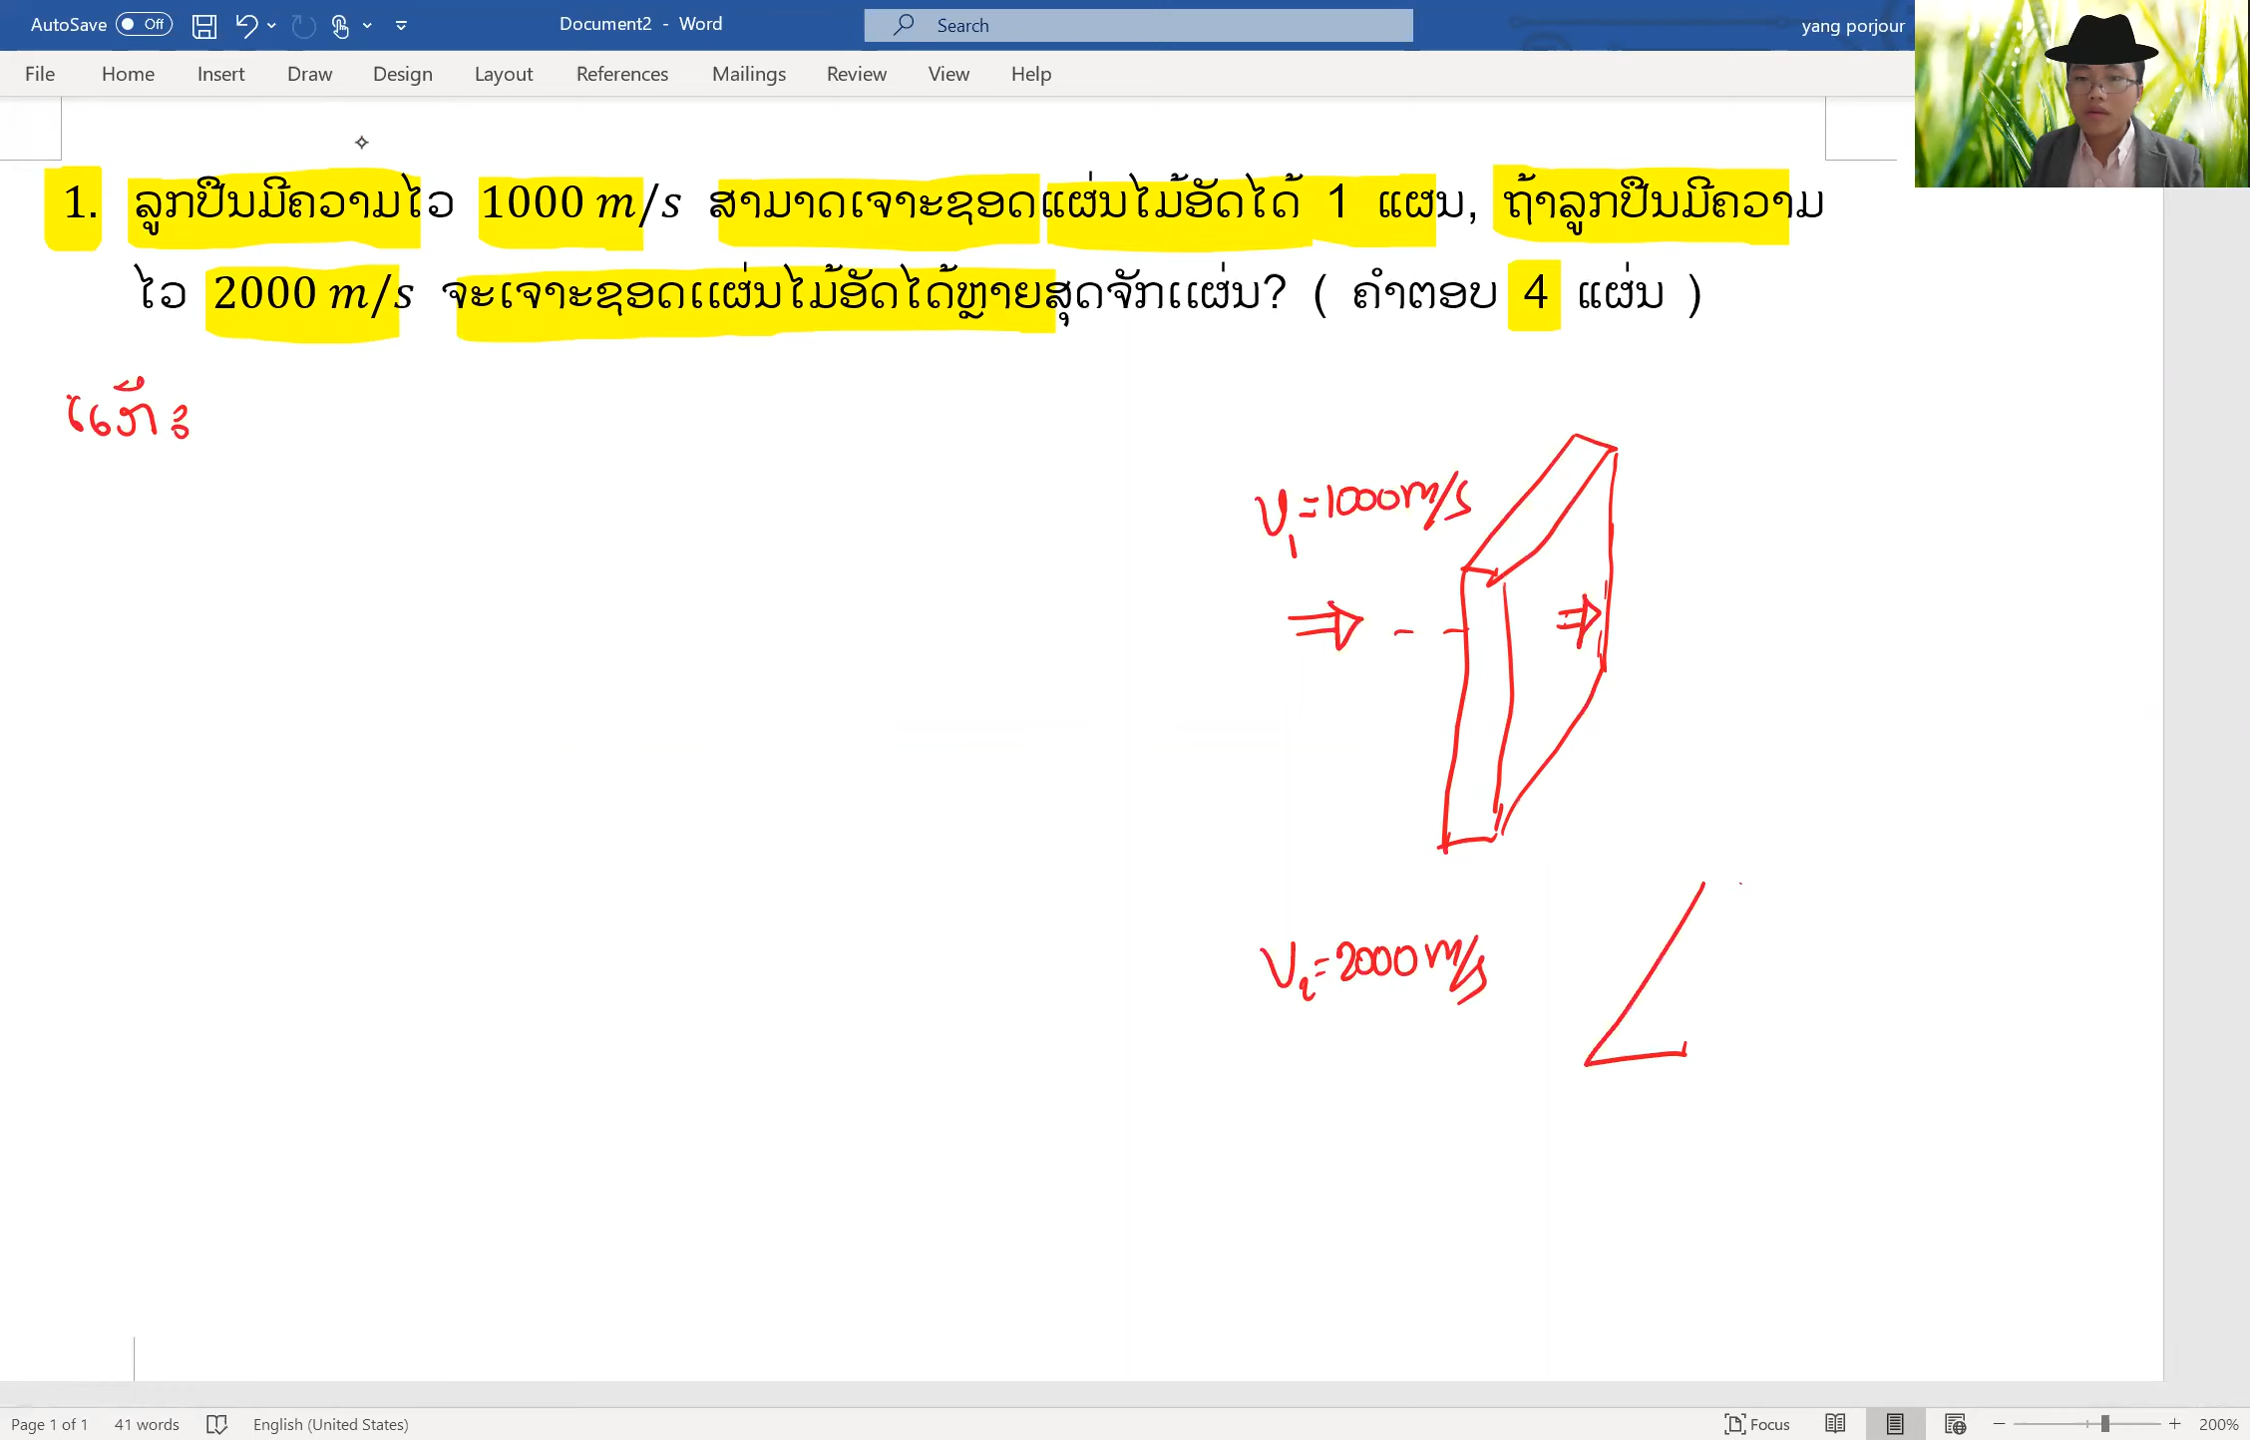 AutoSave Off Document2 - Word Search yang porjour
File Home Insert Draw Design Layout References Mailings Review View Help
1. ລູກປືນມີຄວາມໄວ 1000 m/s ສາມາດເຈາະຊອດແຜ່ນໄມ້ອັດໄດ້ 1 ແຜນ, ຖ້າລູກປືນມີຄວາມ
ໄວ 2000 m/s ຈະເຈາະຊອດແຜ່ນໄມ້ອັດໄດ້ຫຼາຍສຸດຈັກແຜ່ນ? ( ຄຳຕອບ 4 ແຜ່ນ )
V₁=1000m/s
V₂=2000m/s
Page 1 of 1 41 words English (United States) Focus 200%